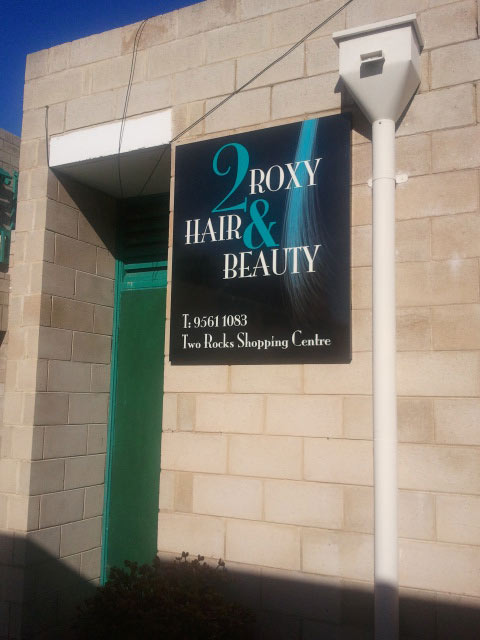 2 ROXY
HAIR &
BEAUTY
T: 9561 1083
Two Rocks Shopping Centre